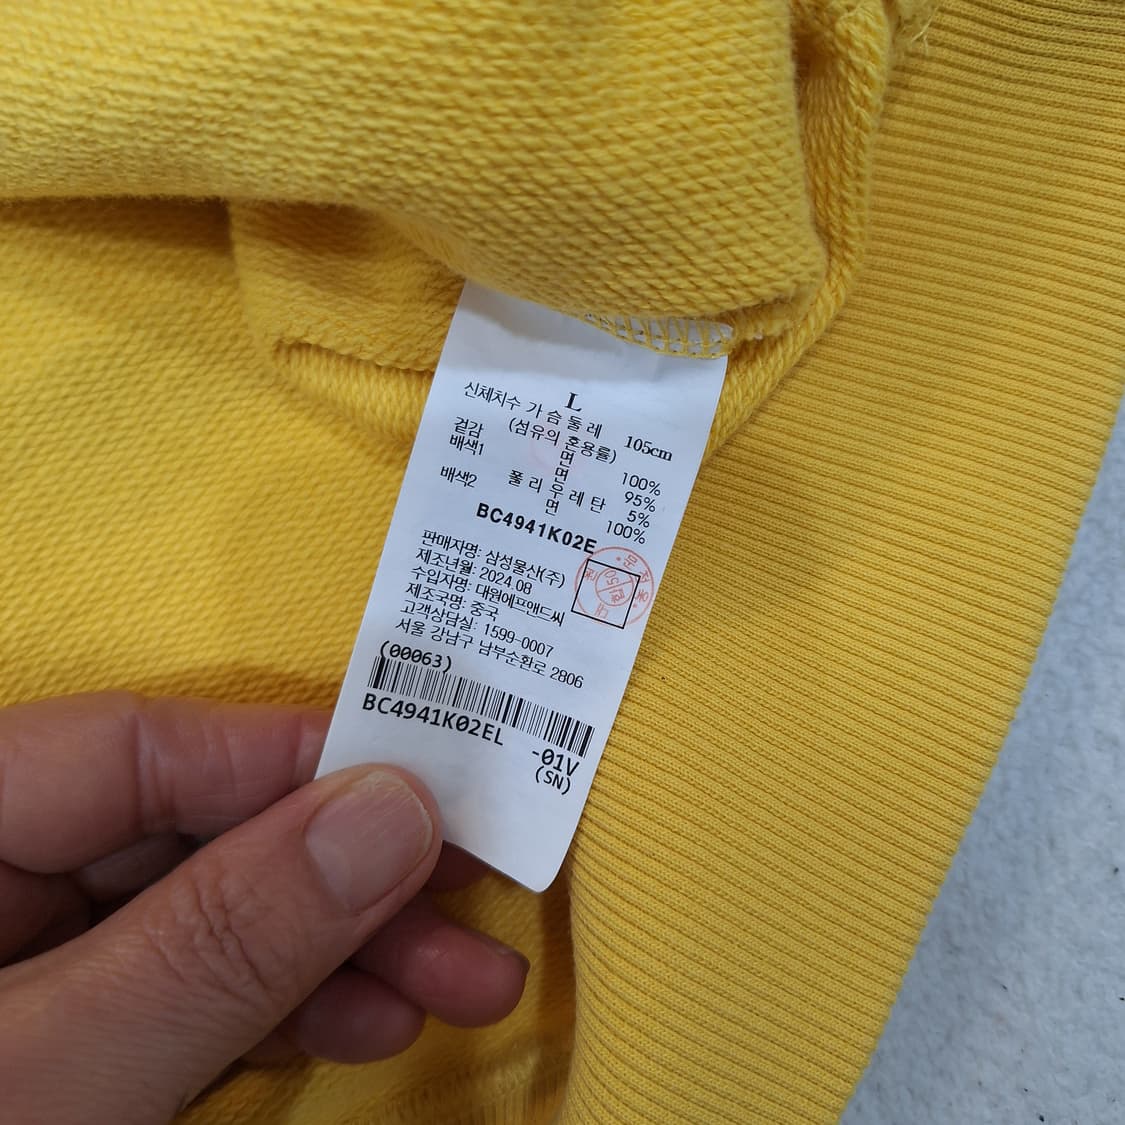 L
신체치수 가 슴 둘 레 105cm
(섬유의 혼용률)
겉감 면 100%
배색1 면 95%
폴 리 우 레 탄 5%
배색2 면 100%
BC4941K02E
판매자명: 삼성물산(주)
제조년월: 2024.08
수입자명: 대원에프앤드씨
제조국명: 중국
고객상담실: 1599-0007
서울 강남구 남부순환로 2806
(00063)
BC4941K02EL -01V
(SN)